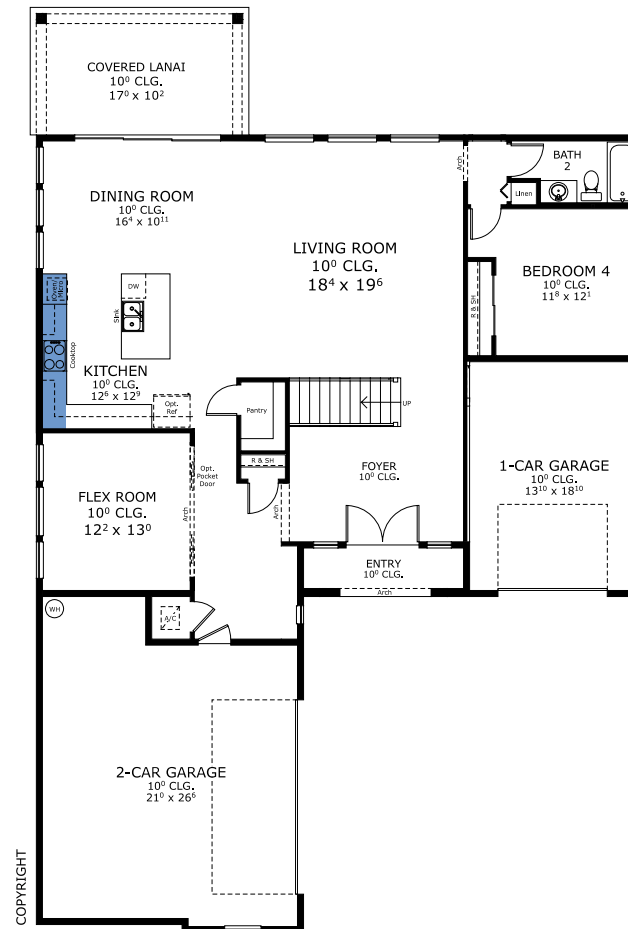 COVERED LANAI
10⁰ CLG.
17⁰ x 10²
DINING ROOM
10⁰ CLG.
16⁴ x 10¹¹
LIVING ROOM
10⁰ CLG.
18⁴ x 19⁶
Arch
BATH
2
Linen
BEDROOM 4
10⁰ CLG.
11⁸ x 12¹
R & SH
Oven/
Micro
DW
Sink
Cooktop
KITCHEN
10⁰ CLG.
12⁶ x 12⁹
Opt.
Ref
Pantry
UP
R & SH
FOYER
10⁰ CLG.
1-CAR GARAGE
10⁰ CLG.
13¹⁰ x 18¹⁰
FLEX ROOM
10⁰ CLG.
12² x 13⁰
Arch
Opt.
Pocket
Door
Arch
ENTRY
10⁰ CLG.
Arch
WH
A/C
2-CAR GARAGE
10⁰ CLG.
21⁰ x 26⁶
COPYRIGHT